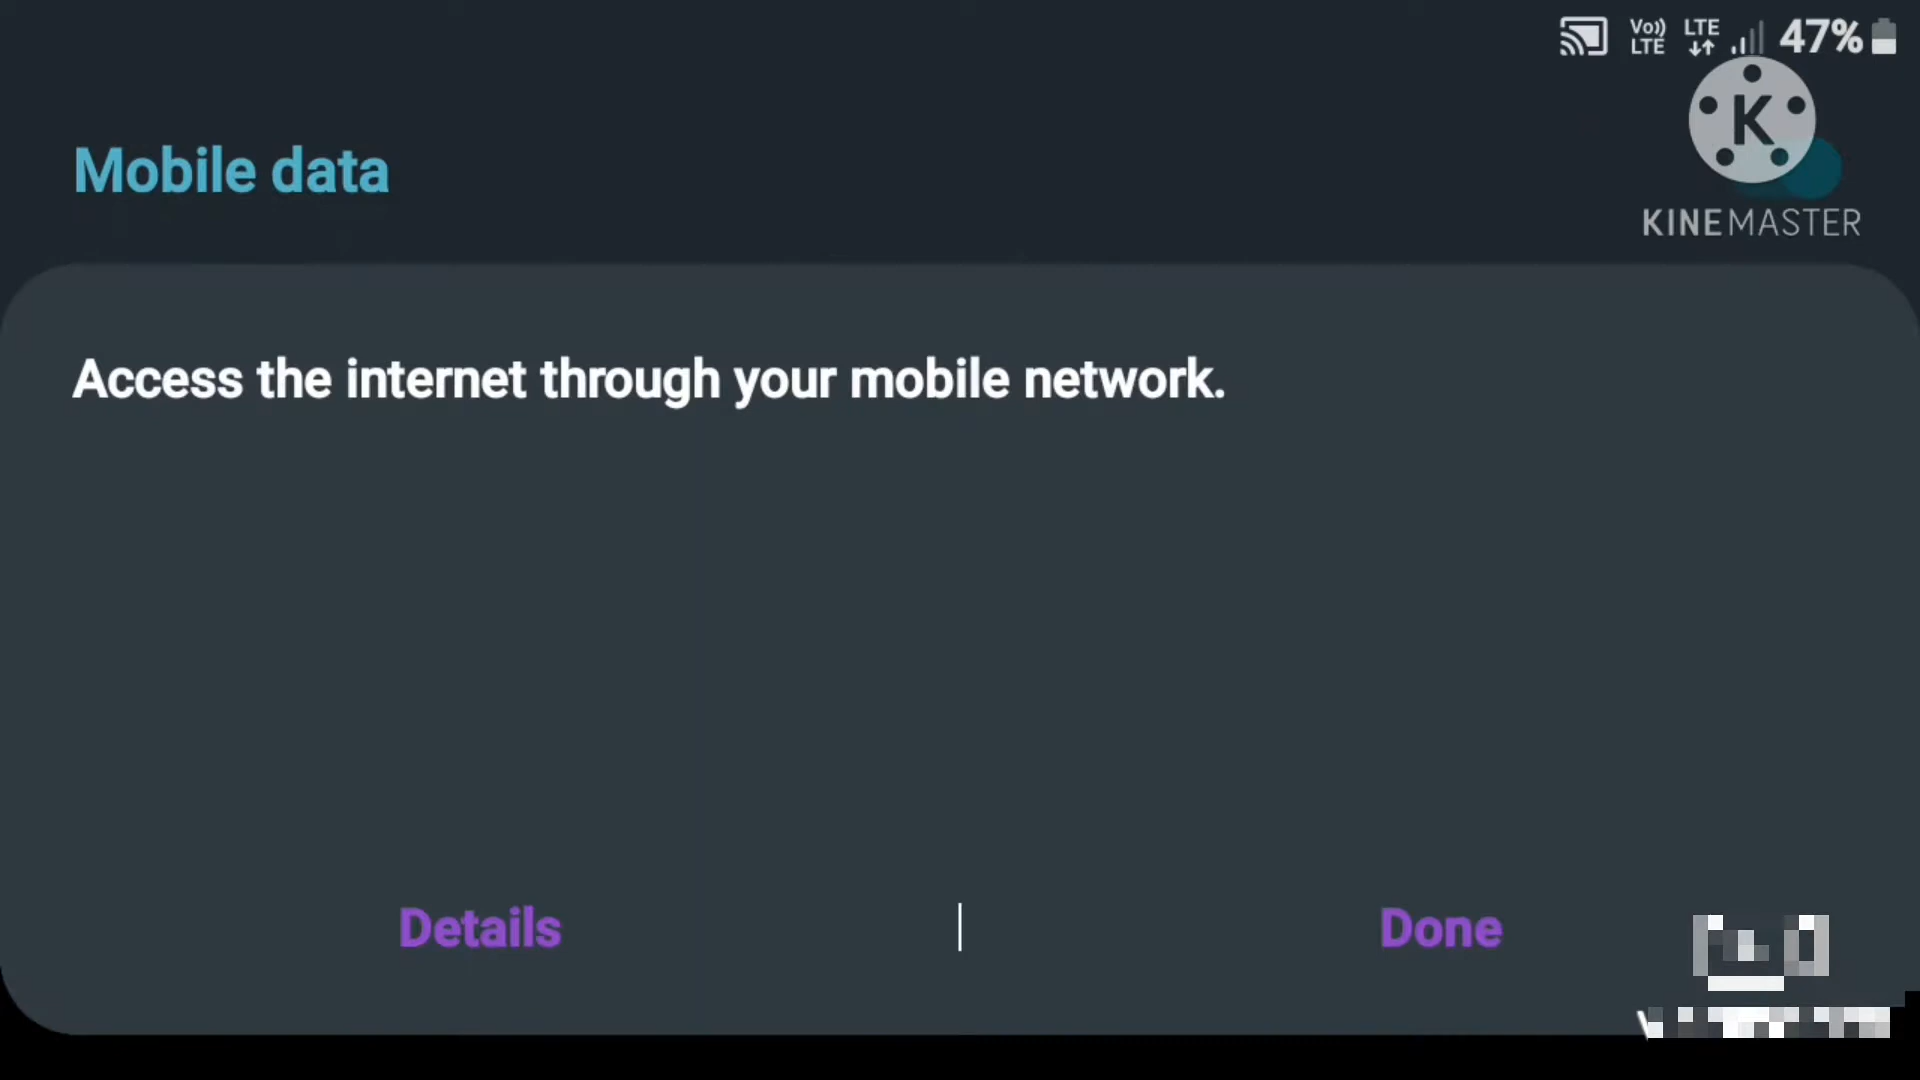 Vo)) LTE LTE 47%
K
KINEMASTER
Mobile data
Access the internet through your mobile network.
Details
Done